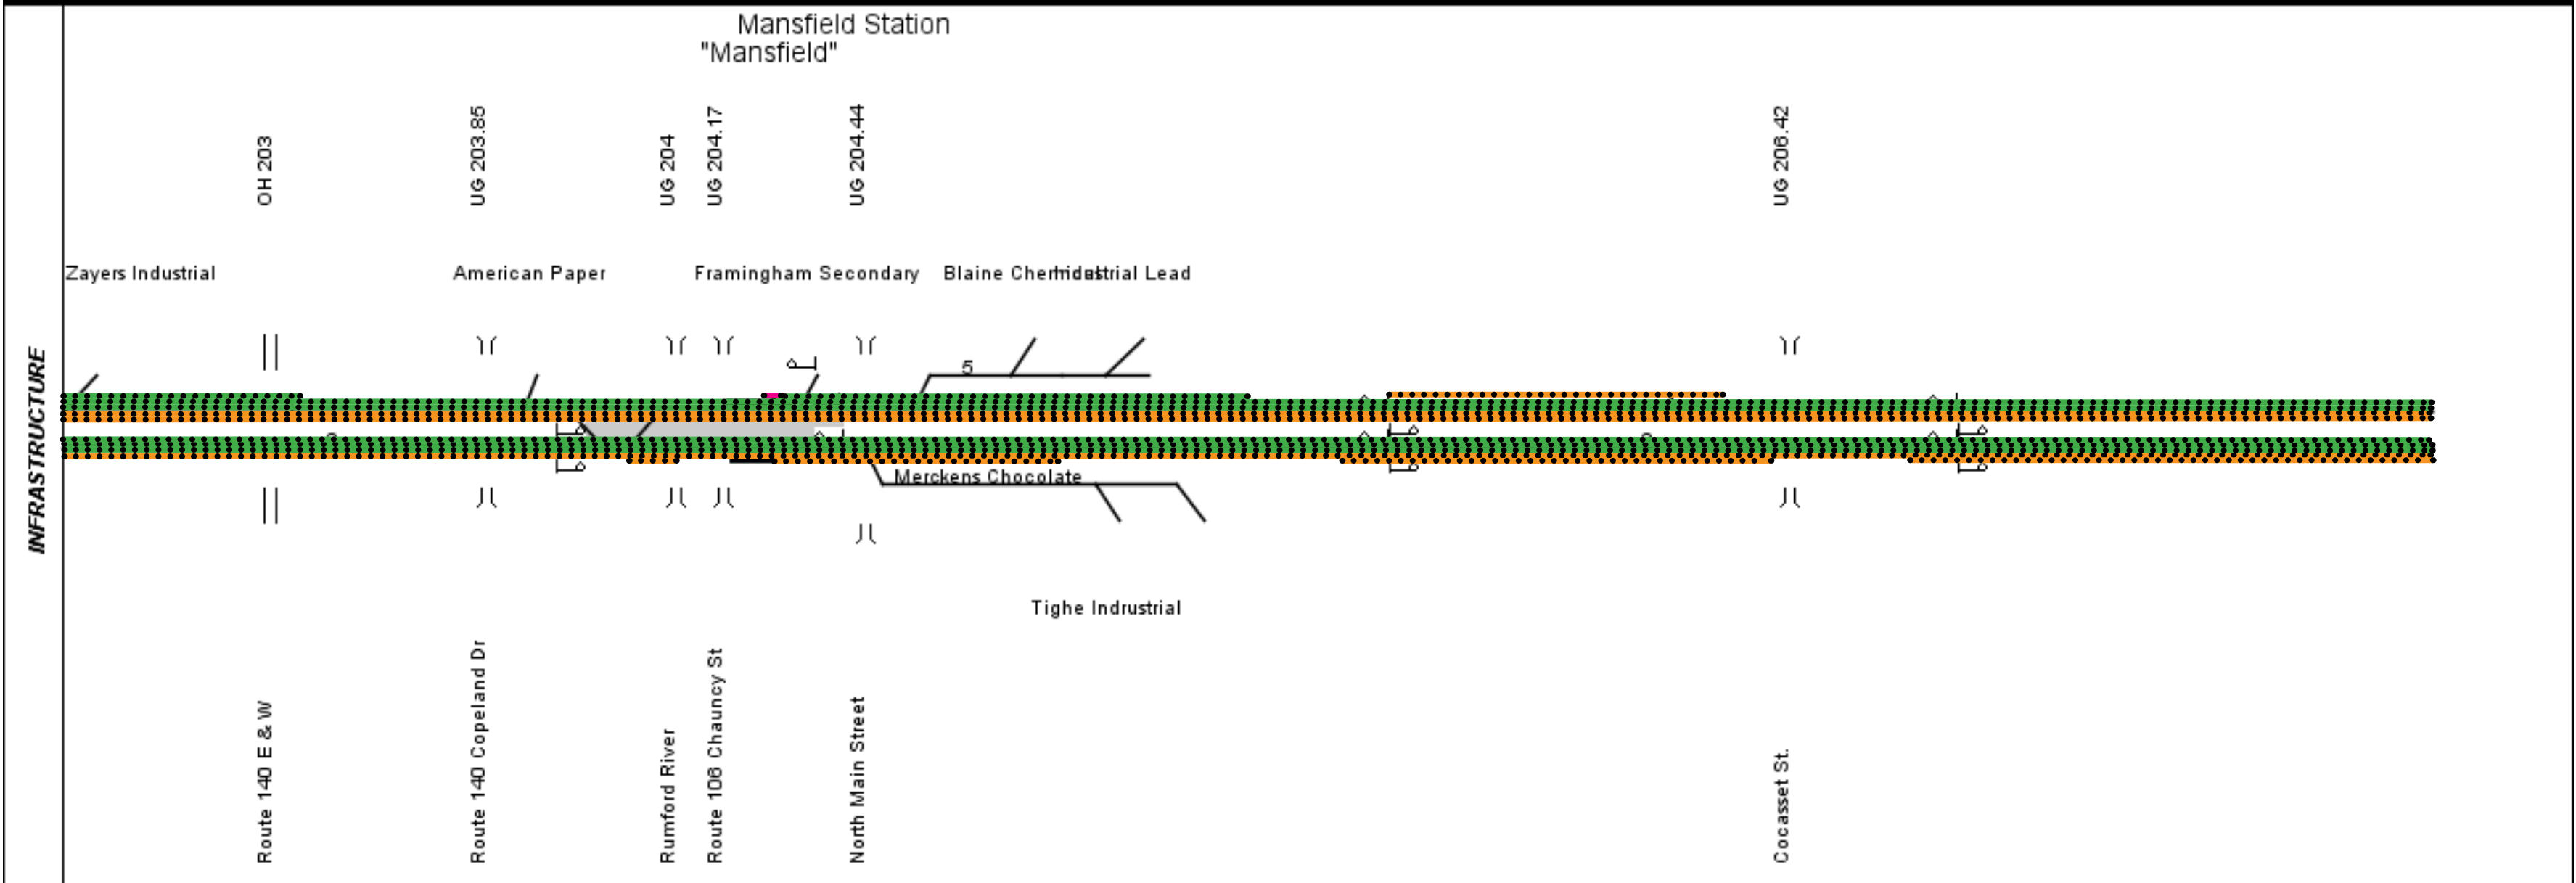 Mansfield Station
"Mansfield"
OH 203
UG 203.85
UG 204
UG 204.17
UG 204.44
UG 206.42
Zayers Industrial
American Paper
Framingham Secondary
Blaine Chemical
Industrial Lead
INFRASTRUCTURE
5
Merckens Chocolate
Tighe Indrustrial
Route 140 E & W
Route 140 Copeland Dr
Rumford River
Route 106 Chauncy St
North Main Street
Cocasset St.